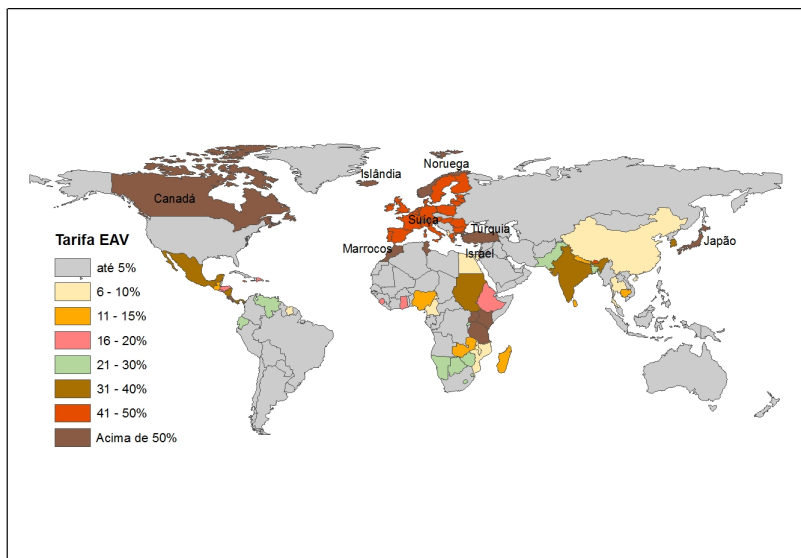 Noruega
Islândia
Canadá
Suíça
Turquia
Marrocos
Israel
Japão
Tarifa EAV
até 5%
6 - 10%
11 - 15%
16 - 20%
21 - 30%
31 - 40%
41 - 50%
Acima de 50%